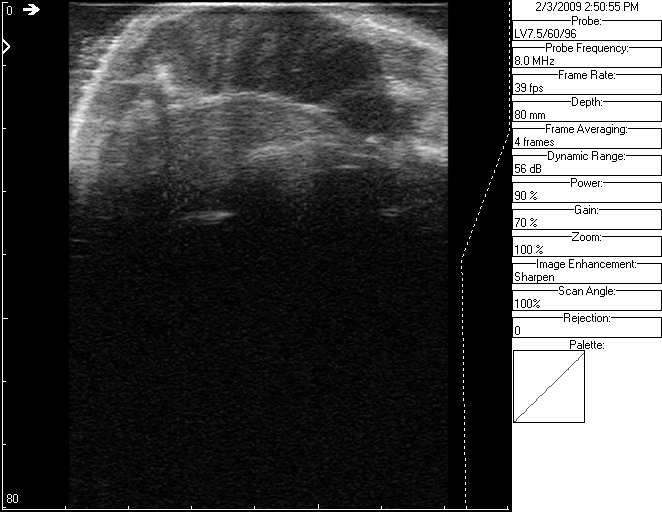 0
80
2/3/2009 2:50:55 PM
Probe:
LV7.5/60/96
Probe Frequency:
8.0 MHz
Frame Rate:
39 fps
Depth:
80 mm
Frame Averaging:
4 frames
Dynamic Range:
56 dB
Power:
90 %
Gain:
70 %
Zoom:
100 %
Image Enhancement:
Sharpen
Scan Angle:
100%
Rejection:
0
Palette: